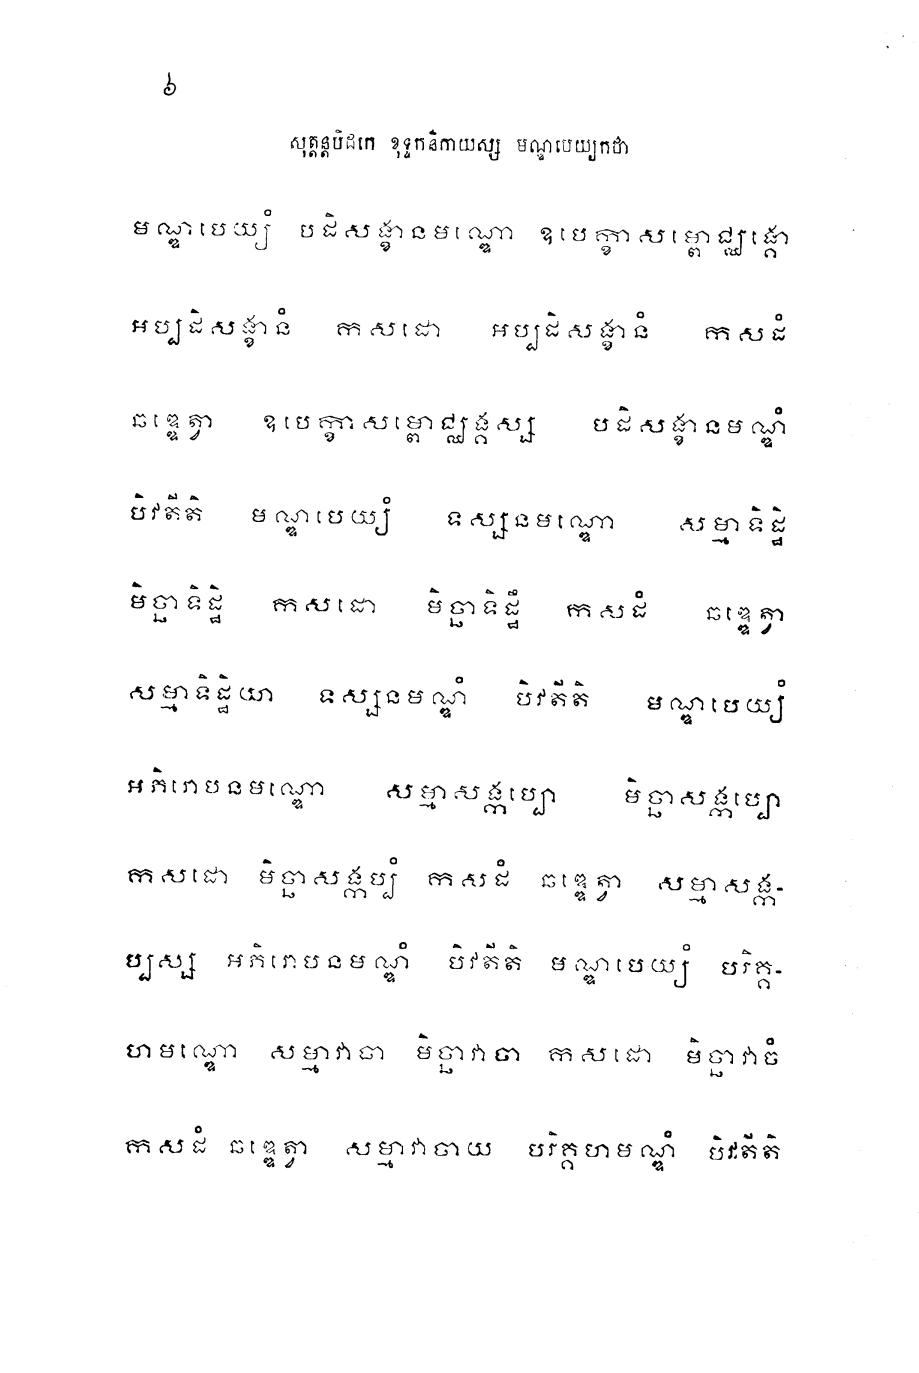 ៦
សុត្តន្តបិដកេ ខុទ្ទកនិកាយស្ស មណ្ឌបេយ្យកថា
មណ្ឌបេយ្យំ បដិសង្ខានមណ្ឌោ ឧបេក្ខាសម្ពោជ្ឈង្គោ
អប្បដិសង្ខានំ កសដោ អប្បដិសង្ខានំ កសដំ
ឆឌ្ឌេត្វា ឧបេក្ខាសម្ពោជ្ឈង្គស្ស បដិសង្ខានមណ្ឌំ
បិវតីតិ មណ្ឌបេយ្យំ ទស្សនមណ្ឌោ សម្មាទិដ្ឋិ
មិច្ឆាទិដ្ឋិ កសដោ មិច្ឆាទិដ្ឋឹ កសដំ ឆឌ្ឌេត្វា
សម្មាទិដ្ឋិយា ទស្សនមណ្ឌំ បិវតីតិ មណ្ឌបេយ្យំ
អភិរោបនមណ្ឌោ សម្មាសង្កប្បោ មិច្ឆាសង្កប្បោ
កសដោ មិច្ឆាសង្កប្បំ កសដំ ឆឌ្ឌេត្វា សម្មាសង្ក-
ប្បស្ស អភិរោបនមណ្ឌំ បិវតីតិ មណ្ឌបេយ្យំ បរិគ្គ-
ហមណ្ឌោ សម្មាវាចា មិច្ឆាវាចា កសដោ មិច្ឆាវាចំ
កសដំ ឆឌ្ឌេត្វា សម្មាវាចាយ បរិគ្គហមណ្ឌំ បិវតីតិ